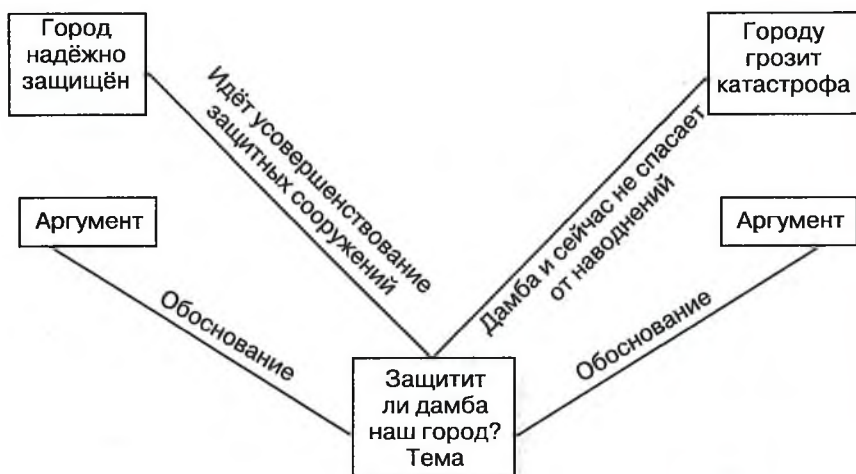 Город
надёжно
защищён
Городу
грозит
катастрофа
Идёт усовершенствование
защитных сооружений
Дамба и сейчас не спасает
от наводнений
Аргумент
Аргумент
Обоснование
Обоснование
Защитит
ли дамба
наш город?
Тема